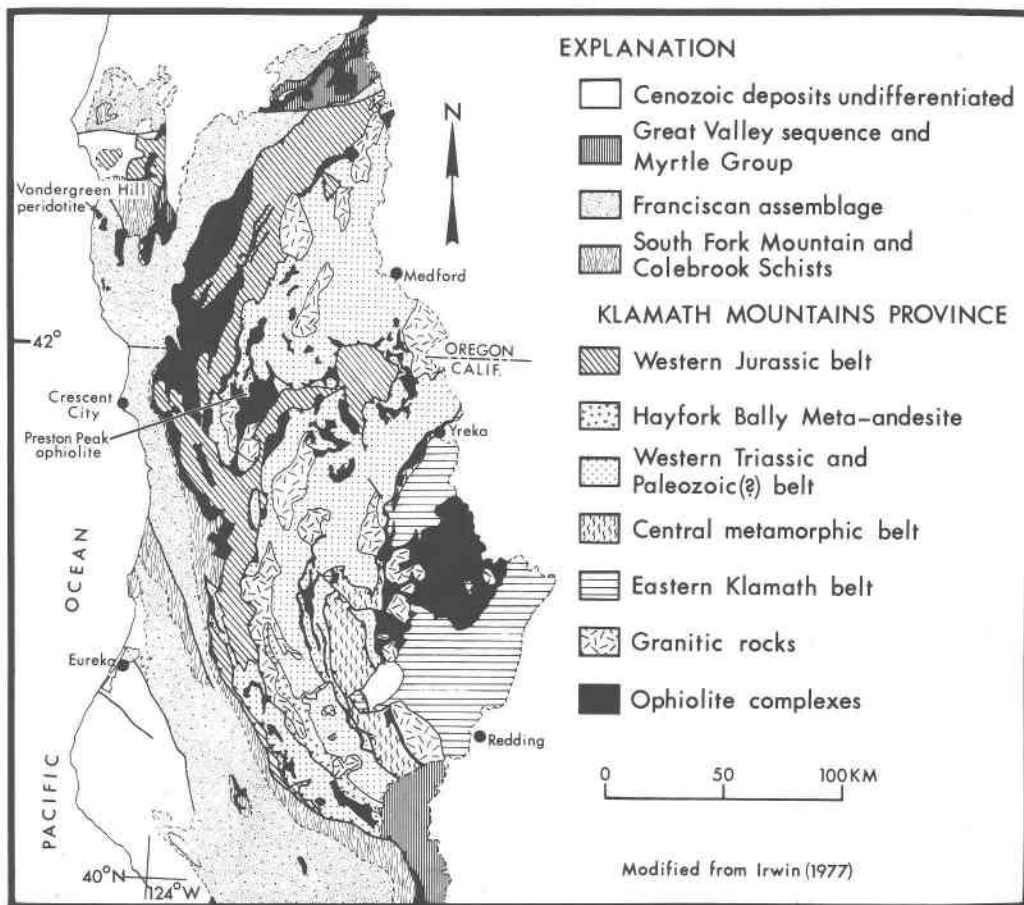 EXPLANATION
Cenozoic deposits undifferentiated
Great Valley sequence and
Myrtle Group
Franciscan assemblage
South Fork Mountain and
Colebrook Schists
KLAMATH MOUNTAINS PROVINCE
Western Jurassic belt
Hayfork Bally Meta-andesite
Western Triassic and
Paleozoic(?) belt
Central metamorphic belt
Eastern Klamath belt
Granitic rocks
Ophiolite complexes
0 50 100 KM
Modified from Irwin (1977)
N
Vondergreen Hill
peridotite
Medford
42°
OREGON
CALIF.
Crescent
City
Preston Peak
ophiolite
Yreka
PACIFIC OCEAN
Eureka
Redding
40°N
124°W